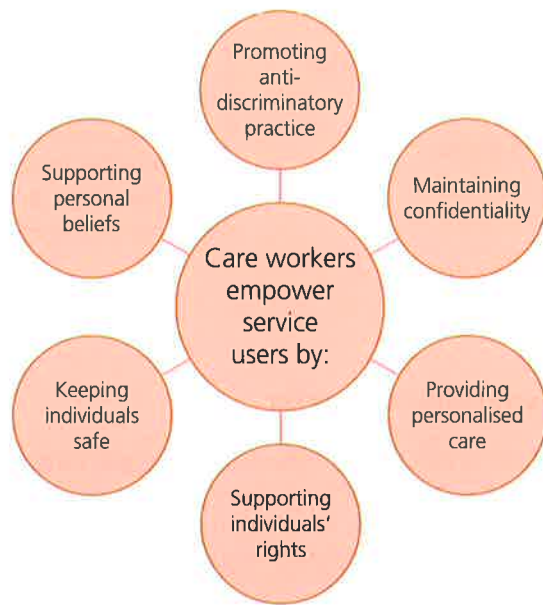 Promoting
anti-
discriminatory
practice
Supporting
personal
beliefs
Maintaining
confidentiality
Care workers
empower
service
users by:
Keeping
individuals
safe
Providing
personalised
care
Supporting
individuals'
rights